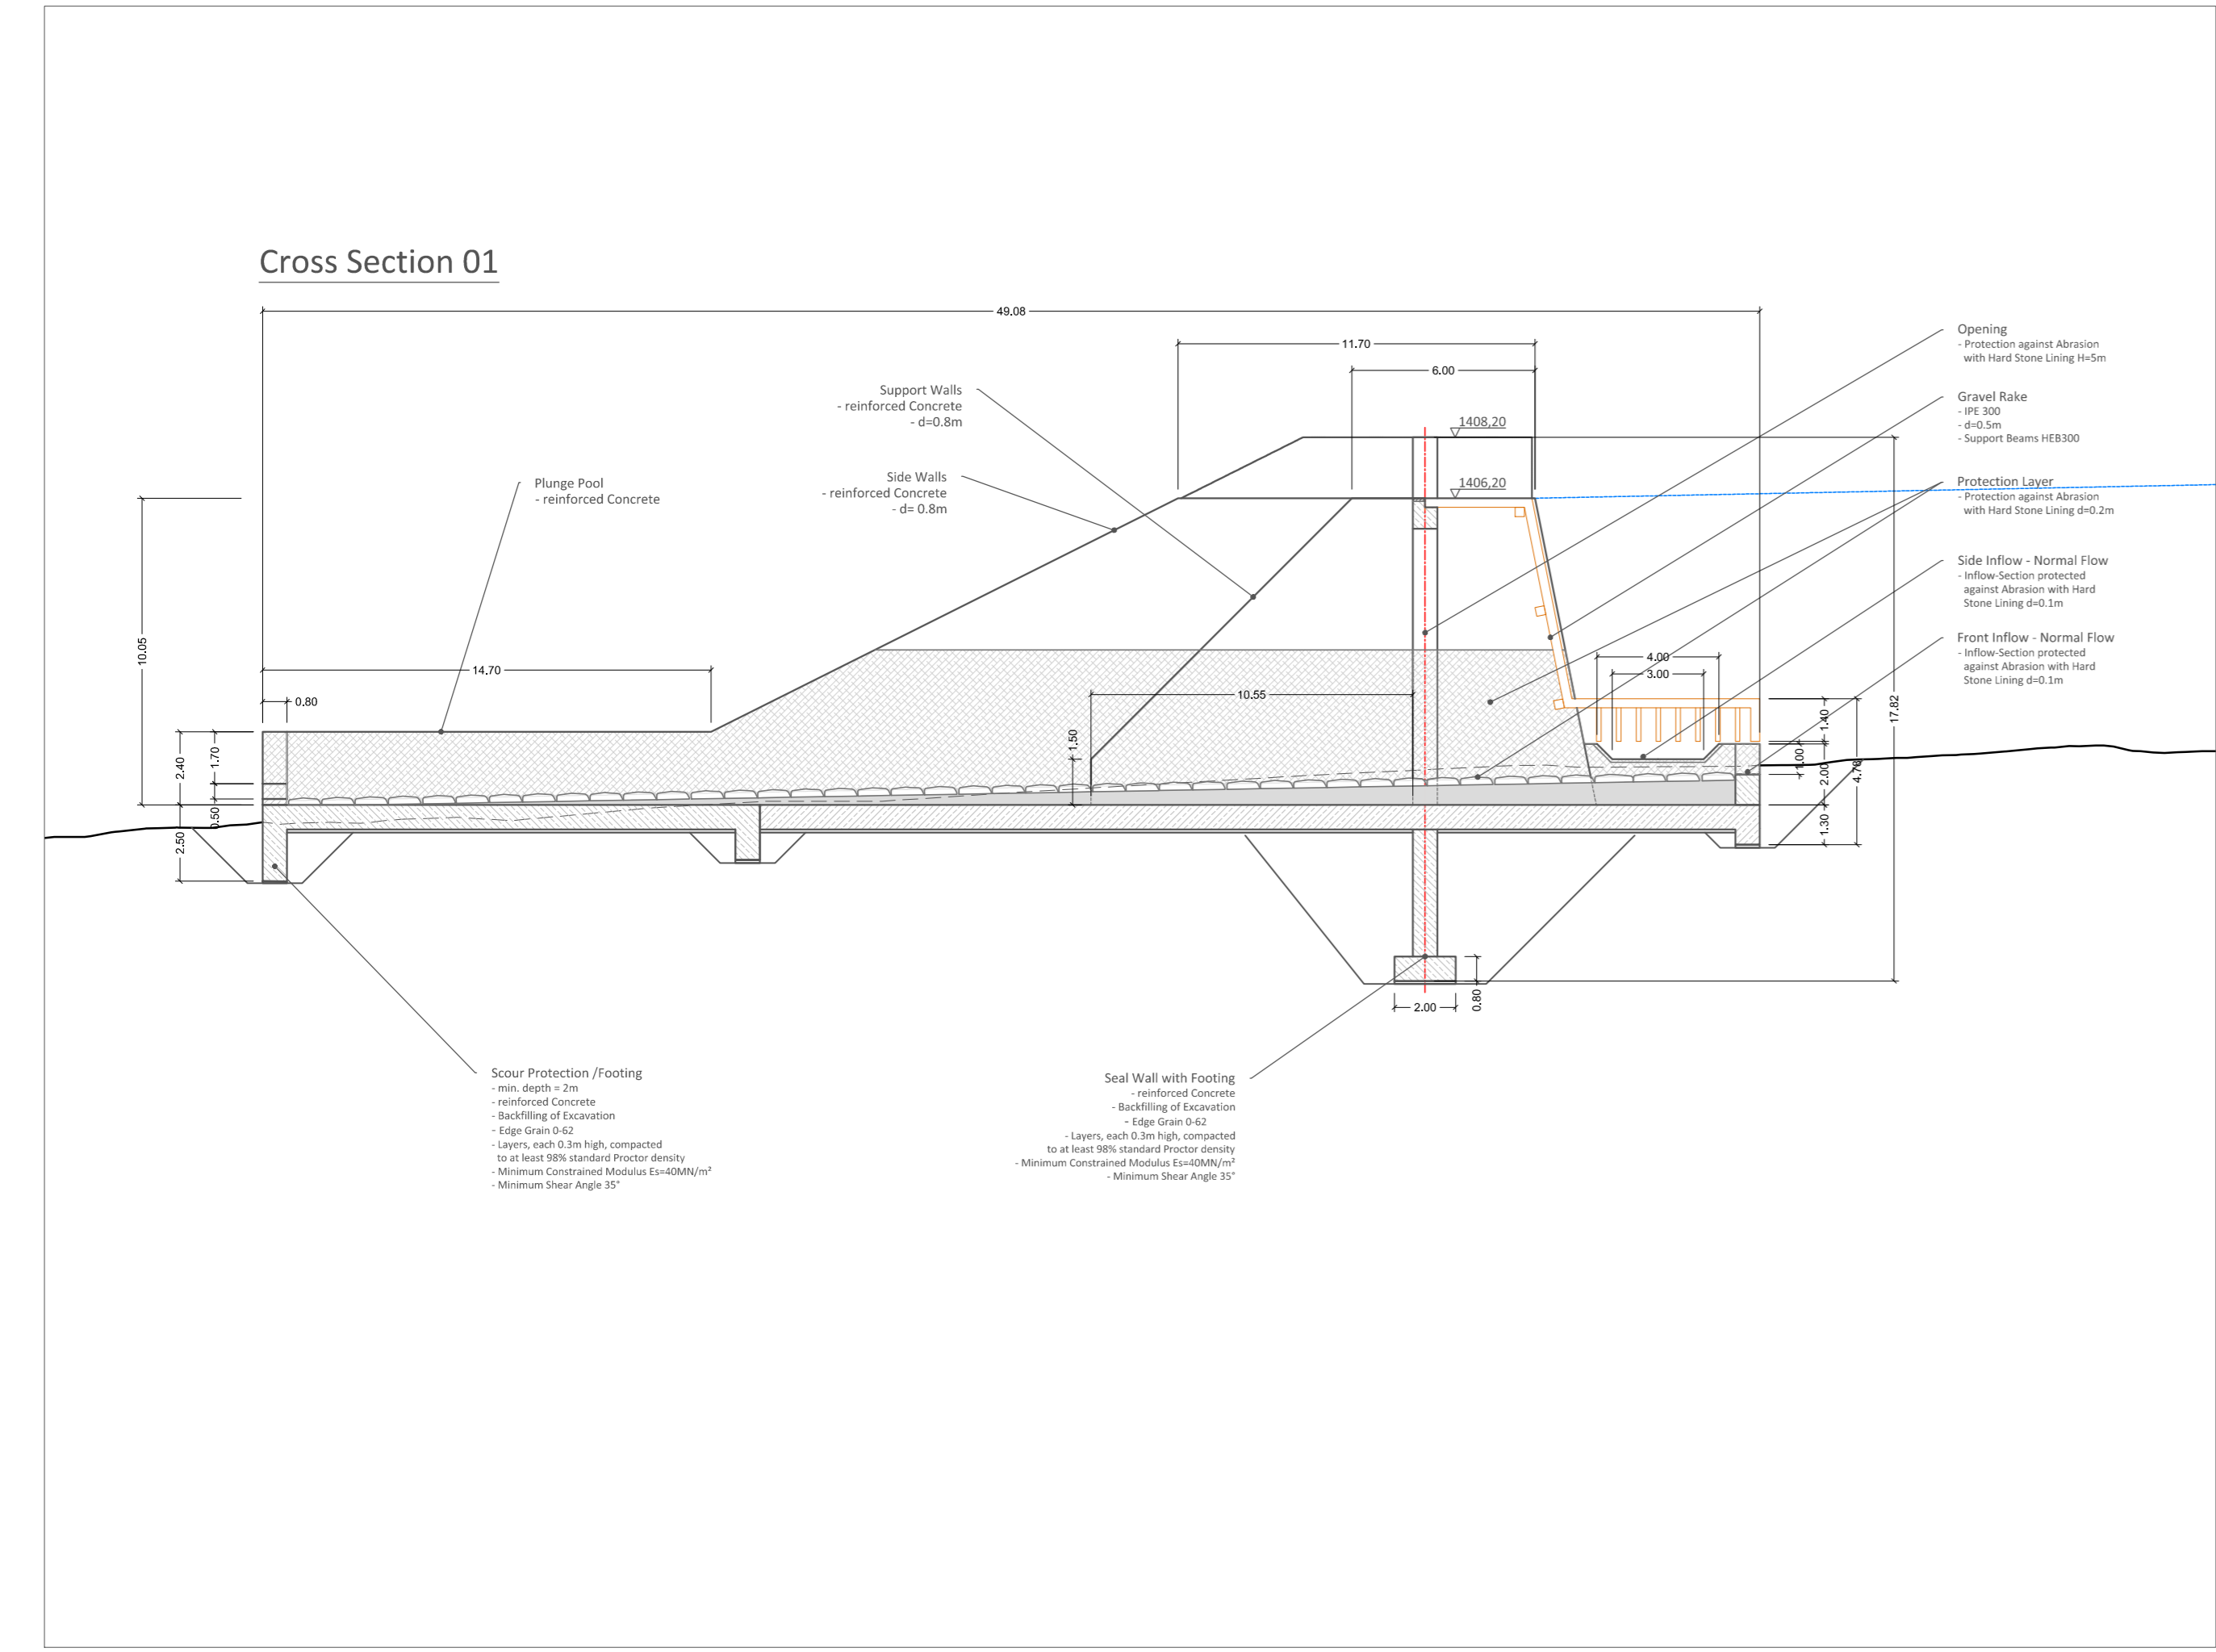 Cross Section 01
49.08
11.70
6.00
Opening
- Protection against Abrasion
with Hard Stone Lining H=5m
Gravel Rake
- IPE 300
- d=0.5m
- Support Beams HEB300
Support Walls
- reinforced Concrete
- d=0.8m
1408,20
Side Walls
- reinforced Concrete
- d= 0.8m
1406,20
Protection Layer
- Protection against Abrasion
with Hard Stone Lining d=0.2m
Plunge Pool
- reinforced Concrete
Side Inflow - Normal Flow
- Inflow-Section protected
against Abrasion with Hard
Stone Lining d=0.1m
Front Inflow - Normal Flow
- Inflow-Section protected
against Abrasion with Hard
Stone Lining d=0.1m
10.05
14.70
4.00
3.00
10.55
0.80
17.82
1.40
1.50
1.70
2.40
1.00
2.00
4.70
0.50
1.30
2.50
2.00
0.80
Scour Protection /Footing
- min. depth = 2m
- reinforced Concrete
- Backfilling of Excavation
- Edge Grain 0-62
- Layers, each 0.3m high, compacted
to at least 98% standard Proctor density
- Minimum Constrained Modulus Es=40MN/m²
- Minimum Shear Angle 35°
Seal Wall with Footing
- reinforced Concrete
- Backfilling of Excavation
- Edge Grain 0-62
- Layers, each 0.3m high, compacted
to at least 98% standard Proctor density
- Minimum Constrained Modulus Es=40MN/m²
- Minimum Shear Angle 35°